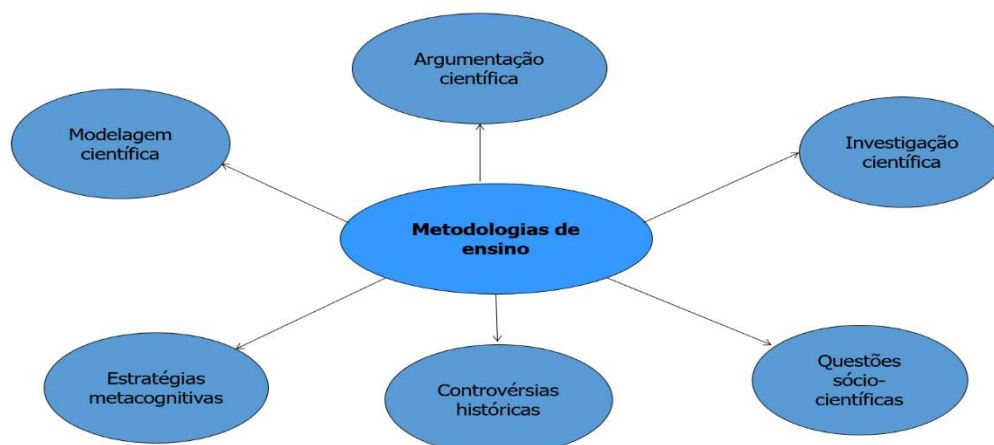 Argumentação
científica
Modelagem
científica
Investigação
científica
Metodologias de
ensino
Estratégias
metacognitivas
Controvérsias
históricas
Questões
sócio-
científicas